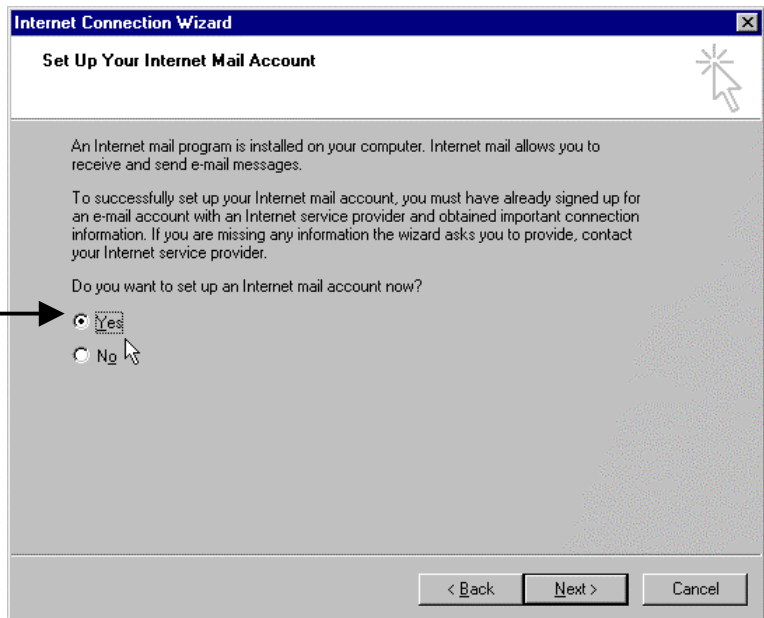 Internet Connection Wizard
Set Up Your Internet Mail Account
An Internet mail program is installed on your computer. Internet mail allows you to
receive and send e-mail messages.
To successfully set up your Internet mail account, you must have already signed up for
an e-mail account with an Internet service provider and obtained important connection
information. If you are missing any information the wizard asks you to provide, contact
your Internet service provider.
Do you want to set up an Internet mail account now?
Yes
No
< Back Next > Cancel